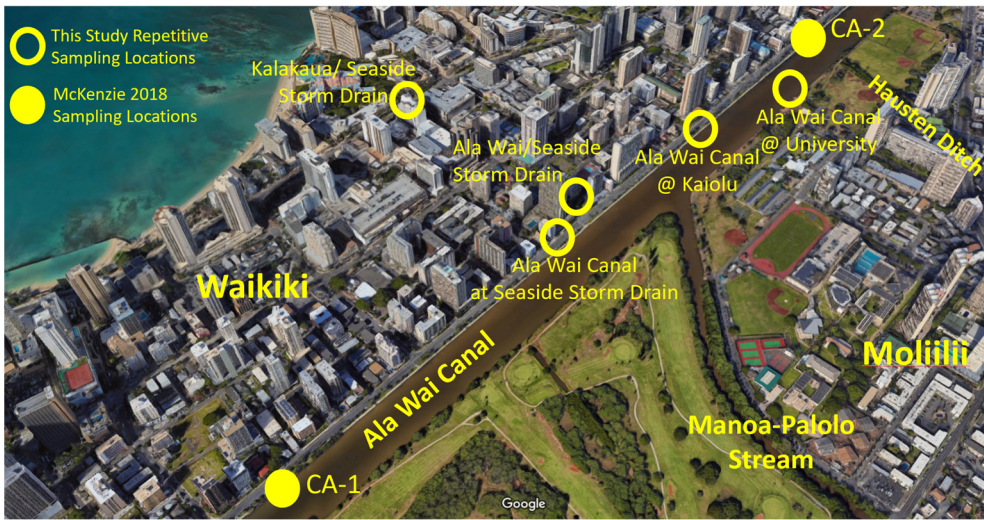 This Study Repetitive
Sampling Locations
McKenzie 2018
Sampling Locations
CA-2
Kalakaua/ Seaside
Storm Drain
Hausten Ditch
Ala Wai Canal
@ University
Ala Wai/Seaside
Storm Drain
Ala Wai Canal
@ Kaiolu
Ala Wai Canal
at Seaside Storm Drain
Waikiki
Ala Wai Canal
Moliilii
Manoa-Palolo
Stream
CA-1
Google